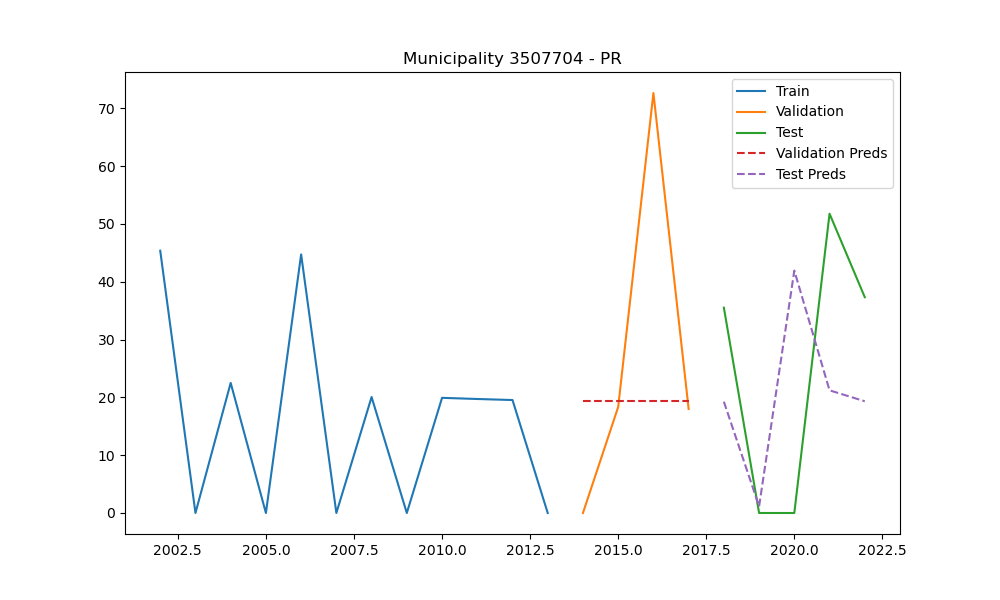 Municipality 3507704 - PR
Train
Validation
Test
Validation Preds
Test Preds
70
60
50
40
30
20
10
0
2002.5 2005.0 2007.5 2010.0 2012.5 2015.0 2017.5 2020.0 2022.5